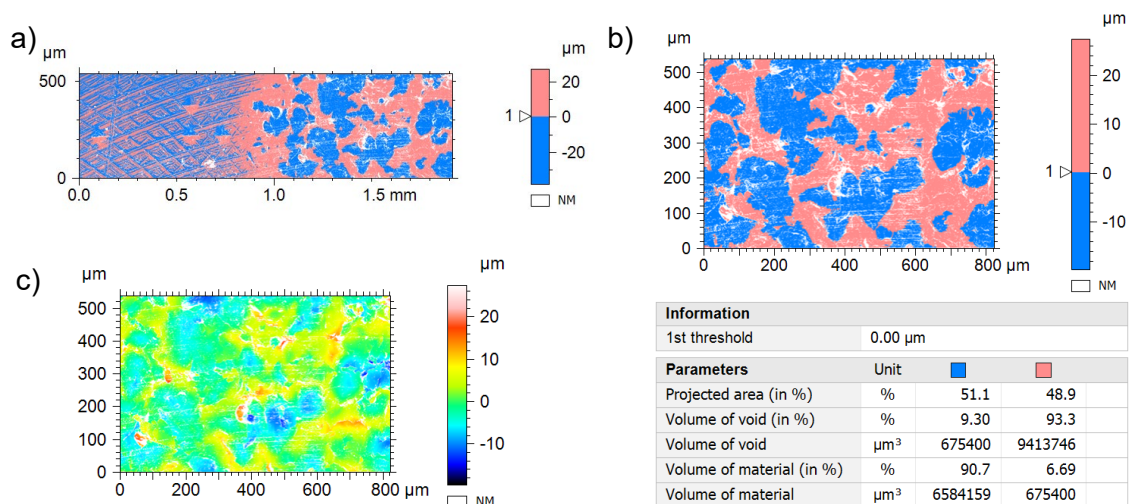 a)
µm
500
0
0.0 0.5 1.0 1.5 mm
µm
20
1 0
-20
NM
b)
µm
500
400
300
200
100
0
0 200 400 600 800 µm
µm
20
10
1 0
-10
NM
c)
µm
500
400
300
200
100
0
0 200 400 600 800 µm
µm
20
10
0
-10
NM
Information
1st threshold 0.00 µm
Parameters Unit
Projected area (in %) % 51.1 48.9
Volume of void (in %) % 9.30 93.3
Volume of void µm³ 675400 9413746
Volume of material (in %) % 90.7 6.69
Volume of material µm³ 6584159 675400